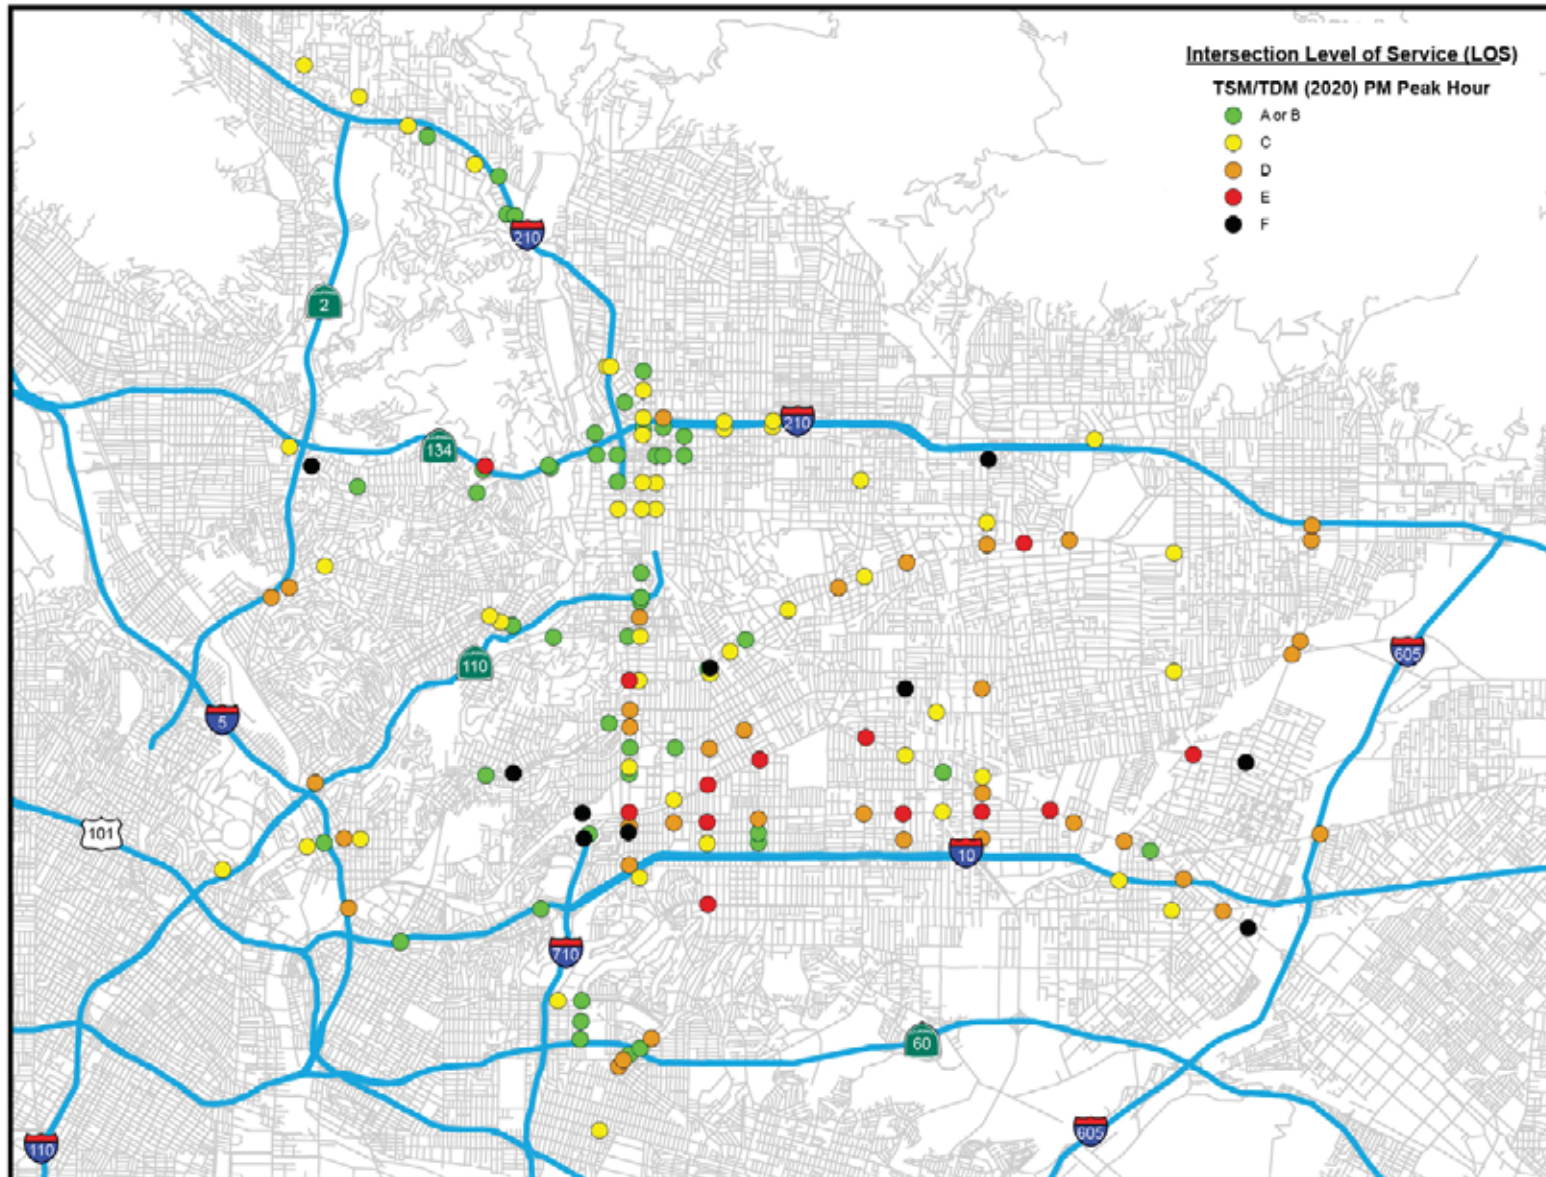 Intersection Level of Service (LOS)
TSM/TDM (2020) PM Peak Hour
A or B
C
D
E
F
210
2
134
210
110
605
5
101
10
710
60
110
605